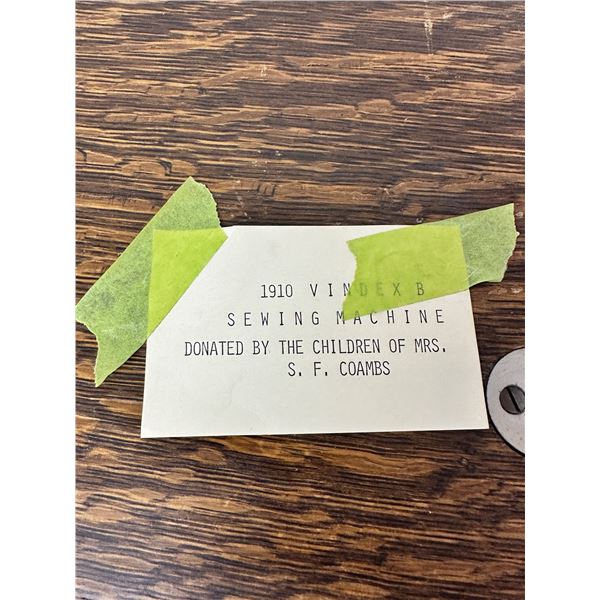 1910 VINDEX B
SEWING MACHINE
DONATED BY THE CHILDREN OF MRS.
S. F. COAMBS